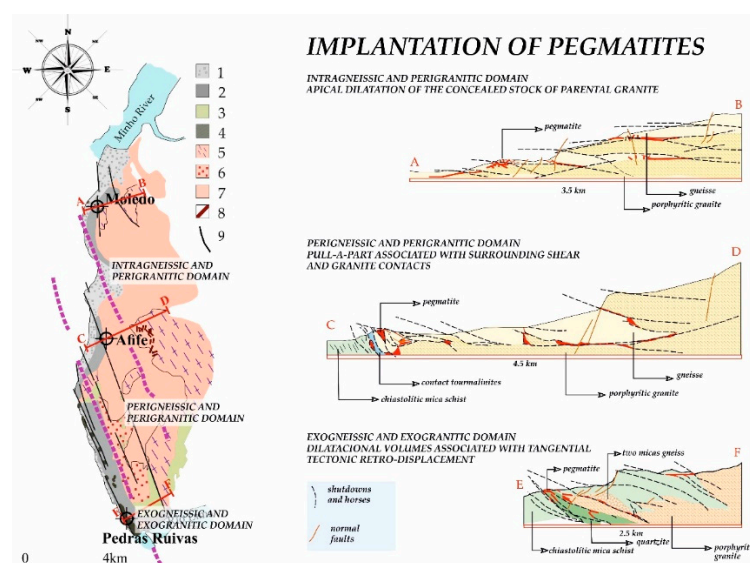 N
NW
NE
W
E
SW
SE
S
Minho River
1
2
3
4
5
6
7
8
9
A
B
Moledo
INTRAGNEISSIC AND
PERIGRANITIC DOMAIN
C
D
Afife
PERIGNEISSIC AND
PERIGRANITIC DOMAIN
E
F
EXOGNEISSIC AND
EXOGRANITIC DOMAIN
Pedras Ruivas
0 4km
IMPLANTATION OF PEGMATITES
INTRAGNEISSIC AND PERIGRANITIC DOMAIN
APICAL DILATATION OF THE CONCEALED STOCK OF PARENTAL GRANITE
A
B
pegmatite
3.5 km
gneisse
porphyritic granite
PERIGNEISSIC AND PERIGRANITIC DOMAIN
PULL-A-PART ASSOCIATED WITH SURROUNDING SHEAR
AND GRANITE CONTACTS
C
D
pegmatite
4.5 km
contact tourmalinites
gneisse
chiastolitic mica schist
porphyritic granite
EXOGNEISSIC AND EXOGRANITIC DOMAIN
DILATACIONAL VOLUMES ASSOCIATED WITH TANGENTIAL
TECTONIC RETRO-DISPLACEMENT
E
F
two micas gneiss
pegmatite
shutdowns
and horses
normal
faults
2.5 km
quartzite
chiastolitic mica schist
porphyrit
granite